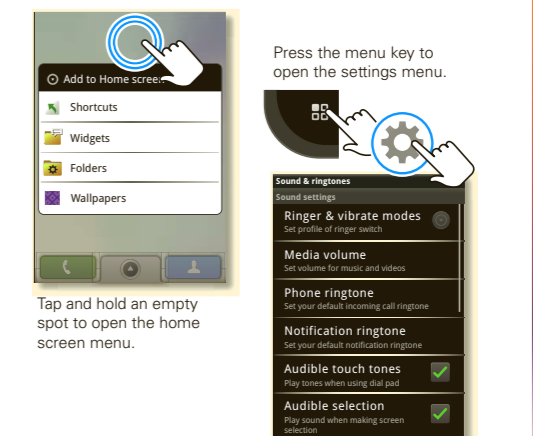 Add to Home screen
Shortcuts
Widgets
Folders
Wallpapers
Tap and hold an empty
spot to open the home
screen menu.
Press the menu key to
open the settings menu.
Sound & ringtones
Sound settings
Ringer & vibrate modes
Set profile of ringer switch
Media volume
Set volume for music and videos
Phone ringtone
Set your default incoming call ringtone
Notification ringtone
Set your default notification ringtone
Audible touch tones
Play tones when using dial pad
Audible selection
Play sound when making screen
selection